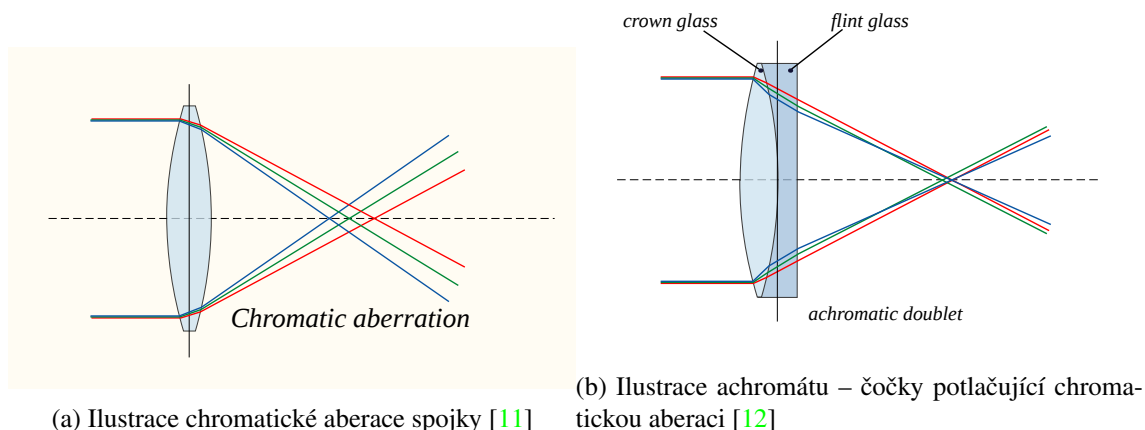 Chromatic aberration
(a) Ilustrace chromatické aberace spojky [11]
crown glass
flint glass
achromatic doublet
(b) Ilustrace achromátu – čočky potlačující chroma-
tickou aberaci [12]